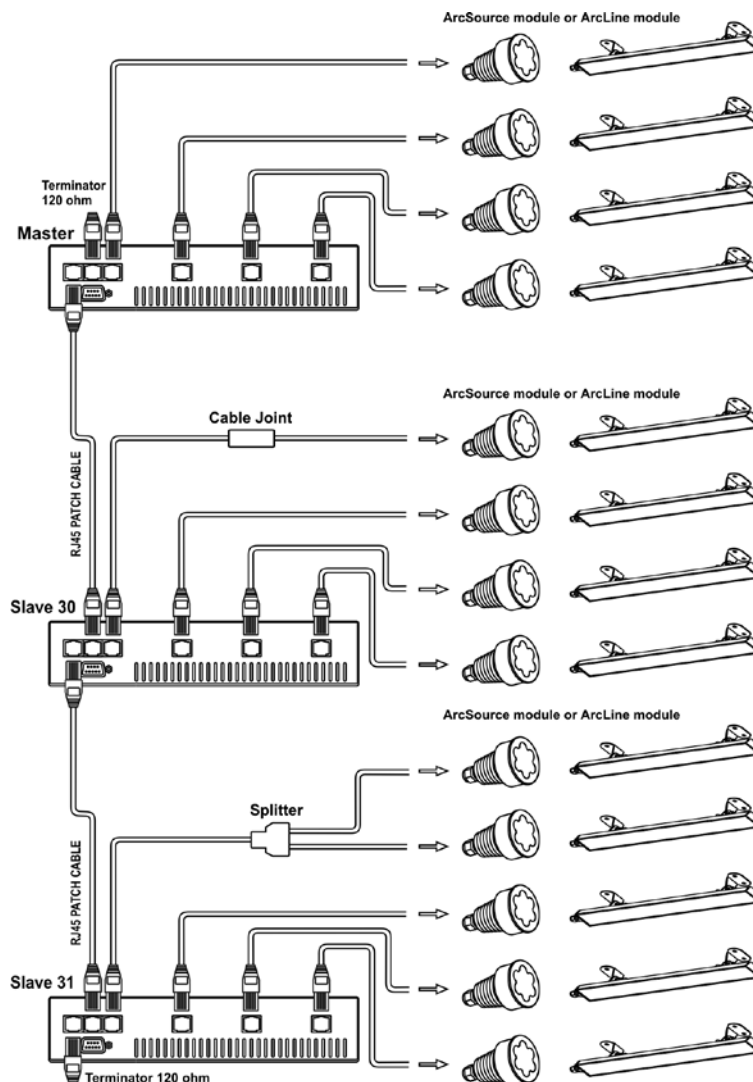 ArcSource module or ArcLine module
Terminator
120 ohm
Master
RJ45 PATCH CABLE
Cable Joint
ArcSource module or ArcLine module
Slave 30
RJ45 PATCH CABLE
ArcSource module or ArcLine module
Splitter
Slave 31
Terminator 120 ohm